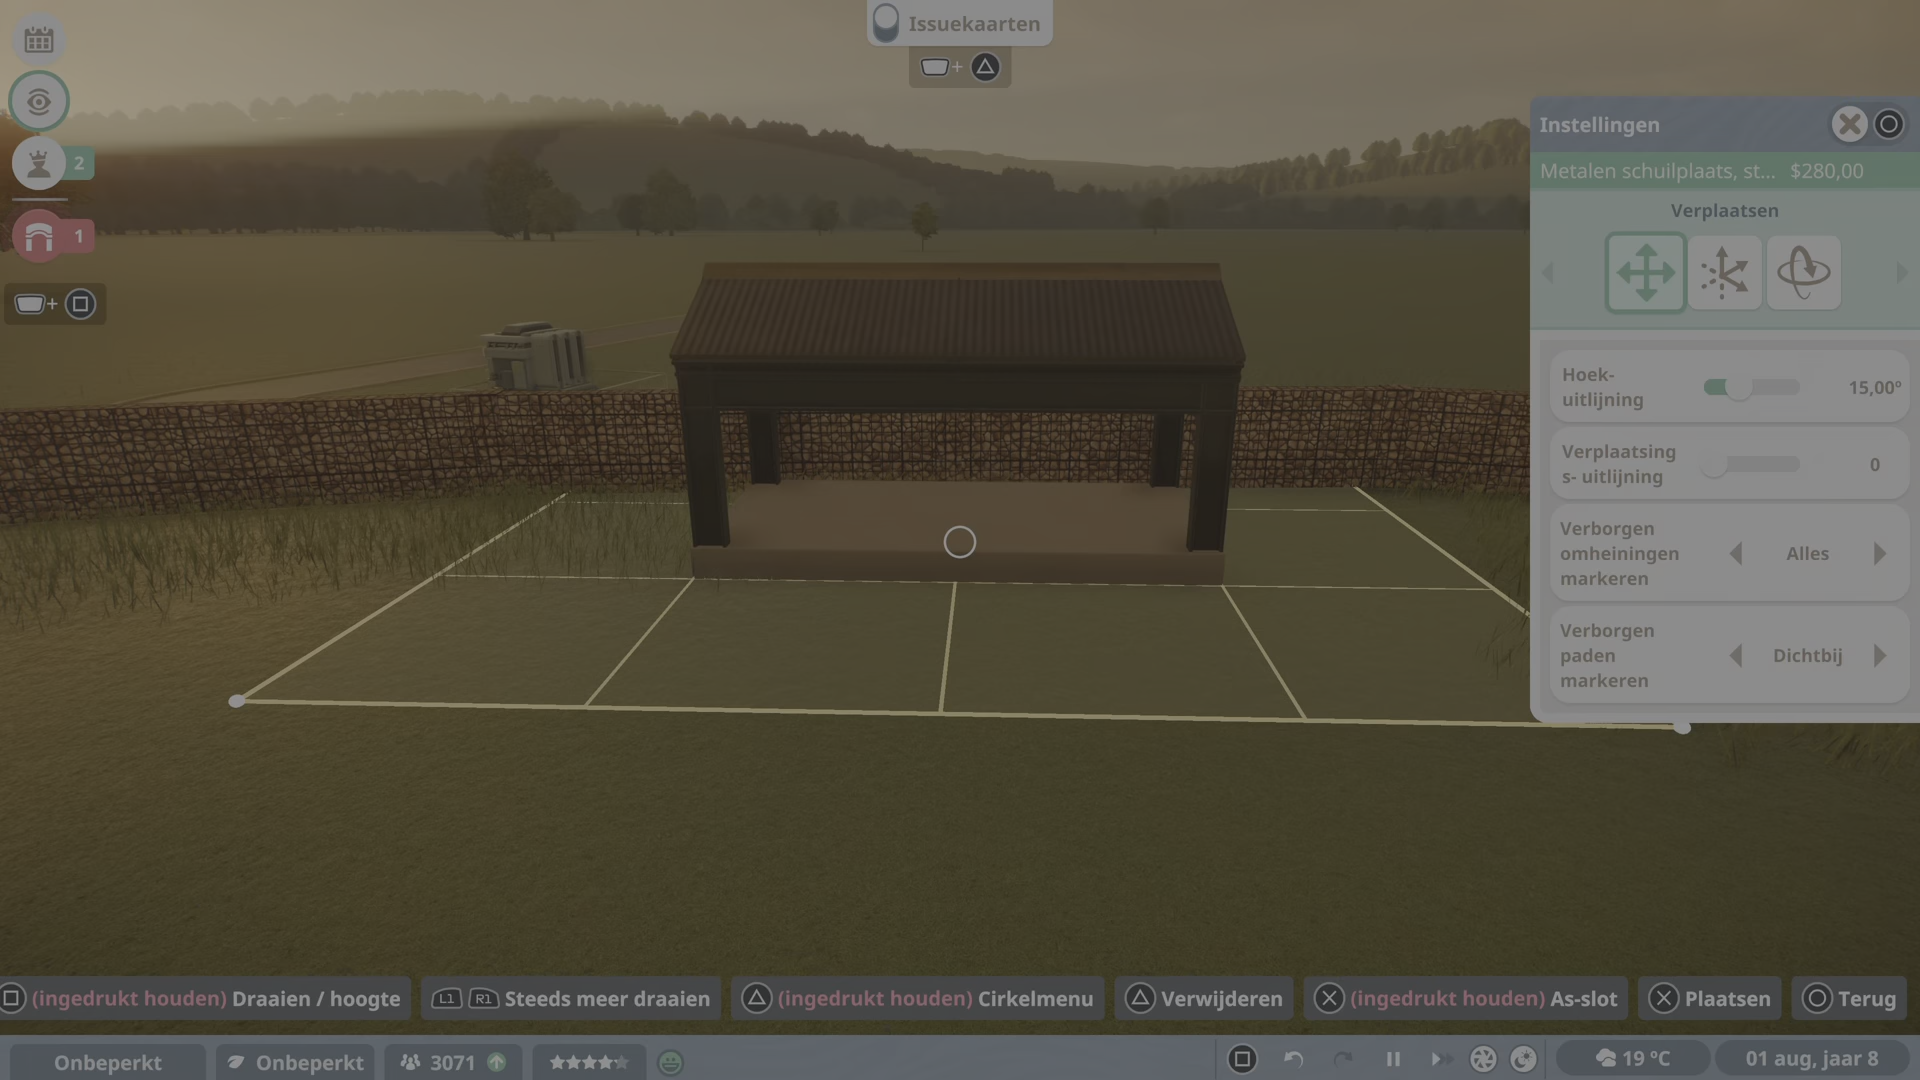 Issuekaarten
+
2
1
+
Instellingen
Metalen schuilplaats, st... $280,00
Verplaatsen
Hoek-
uitlijning
15,00°
Verplaatsing
s- uitlijning
0
Verborgen
omheiningen
markeren
Alles
Verborgen
paden
markeren
Dichtbij
(ingedrukt houden) Draaien / hoogte
L1 R1 Steeds meer draaien
(ingedrukt houden) Cirkelmenu
Verwijderen
(ingedrukt houden) As-slot
Plaatsen
Terug
Onbeperkt
Onbeperkt
3071
19 °C
01 aug, jaar 8